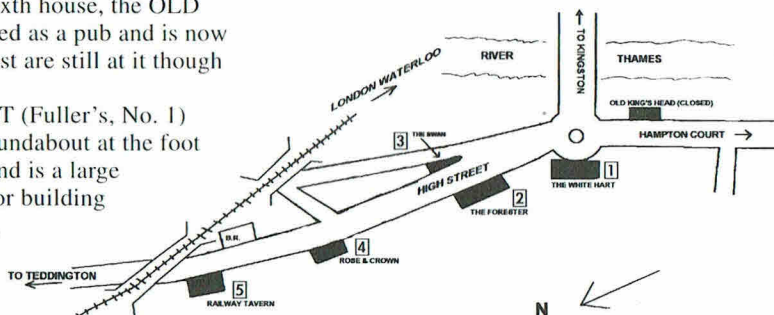 xth house, the OLD
ed as a pub and is now
st are still at it though
T (Fuller's, No. 1)
undabout at the foot
nd is a large
or building
RIVER
THAMES
TO KINGSTON
LONDON WATERLOO
OLD KING'S HEAD (CLOSED)
HAMPTON COURT
3
THE SWAN
HIGH STREET
1
THE WHITE HART
2
THE FORESTER
B.R.
4
ROSE & CROWN
TO TEDDINGTON
5
RAILWAY TAVERN
N